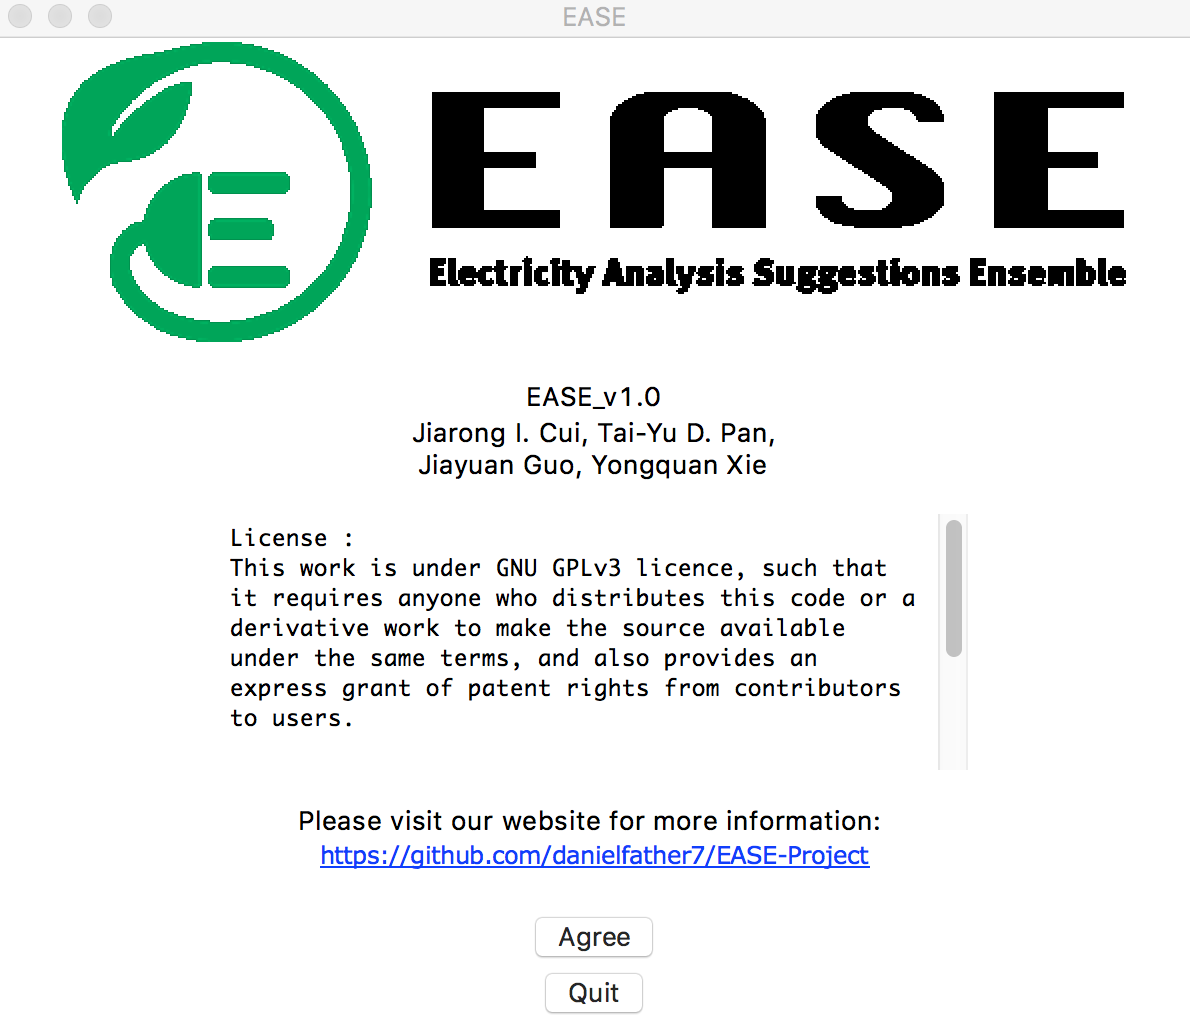 EASE
E A S E
Electricity Analysis Suggestions Ensemble
EASE_v1.0
Jiarong I. Cui, Tai-Yu D. Pan,
Jiayuan Guo, Yongquan Xie
License :
This work is under GNU GPLv3 licence, such that
it requires anyone who distributes this code or a
derivative work to make the source available
under the same terms, and also provides an
express grant of patent rights from contributors
to users.
Please visit our website for more information:
https://github.com/danielfather7/EASE-Project
Agree
Quit